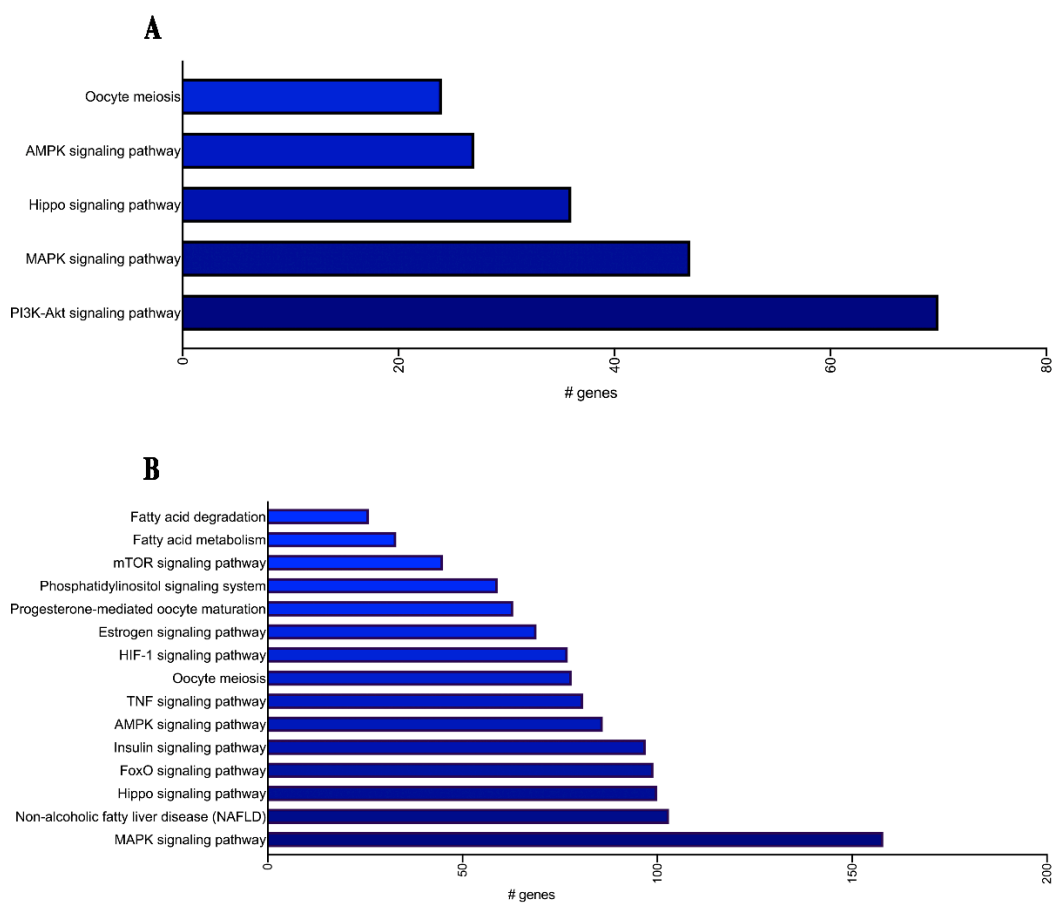 A
Oocyte meiosis
AMPK signaling pathway
Hippo signaling pathway
MAPK signaling pathway
PI3K-Akt signaling pathway
0 20 40 60 80
# genes
B
Fatty acid degradation
Fatty acid metabolism
mTOR signaling pathway
Phosphatidylinositol signaling system
Progesterone-mediated oocyte maturation
Estrogen signaling pathway
HIF-1 signaling pathway
Oocyte meiosis
TNF signaling pathway
AMPK signaling pathway
Insulin signaling pathway
FoxO signaling pathway
Hippo signaling pathway
Non-alcoholic fatty liver disease (NAFLD)
MAPK signaling pathway
0 50 100 150 200
# genes